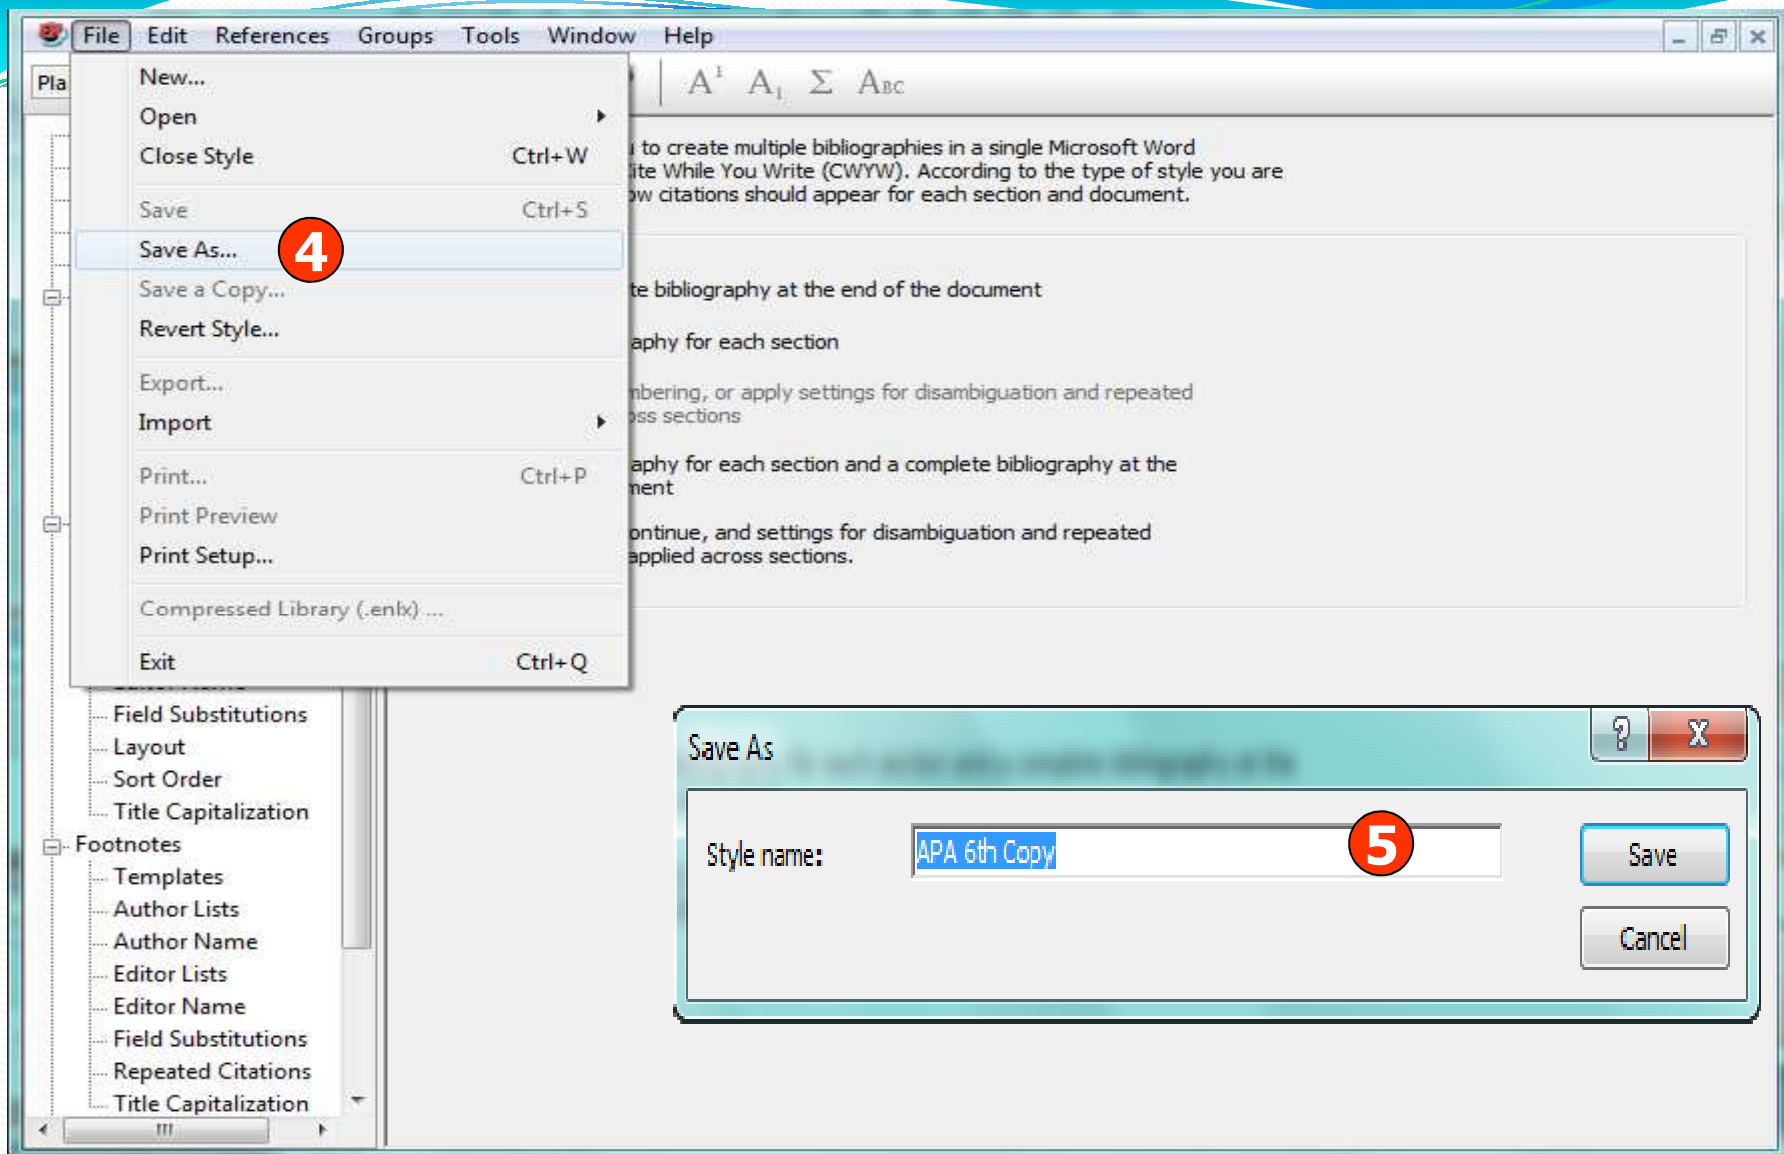 File Edit References Groups Tools Window Help
Pla
A¹ A₁ Σ ABC
New...
Open
Close Style Ctrl+W
Save Ctrl+S
Save As... 4
Save a Copy...
Revert Style...
Export...
Import
Print... Ctrl+P
Print Preview
Print Setup...
Compressed Library (.enlx) ...
Exit Ctrl+Q
to create multiple bibliographies in a single Microsoft Word
ite While You Write (CWYW). According to the type of style you are
ow citations should appear for each section and document.
te bibliography at the end of the document
aphy for each section
mbering, or apply settings for disambiguation and repeated
oss sections
aphy for each section and a complete bibliography at the
ment
ontinue, and settings for disambiguation and repeated
applied across sections.
Field Substitutions
Layout
Sort Order
Title Capitalization
Footnotes
Templates
Author Lists
Author Name
Editor Lists
Editor Name
Field Substitutions
Repeated Citations
Title Capitalization
Save As
Style name: APA 6th Copy 5 Save
Cancel